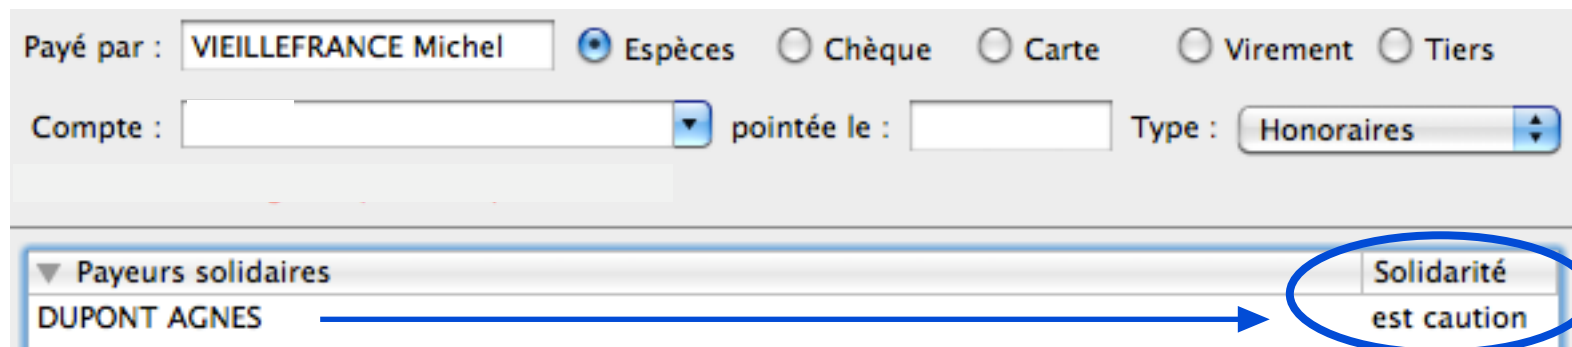 Payé par : VIEILLEFRANCE Michel Espèces Chèque Carte Virement Tiers
Compte : pointée le : Type : Honoraires
Payeurs solidaires Solidarité
DUPONT AGNES est caution